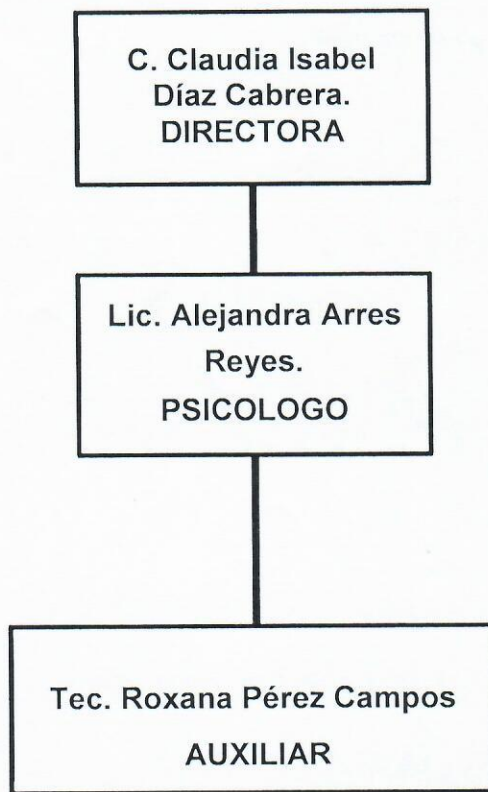 C. Claudia Isabel
Díaz Cabrera.
DIRECTORA
Lic. Alejandra Arres
Reyes.
PSICOLOGO
Tec. Roxana Pérez Campos
AUXILIAR